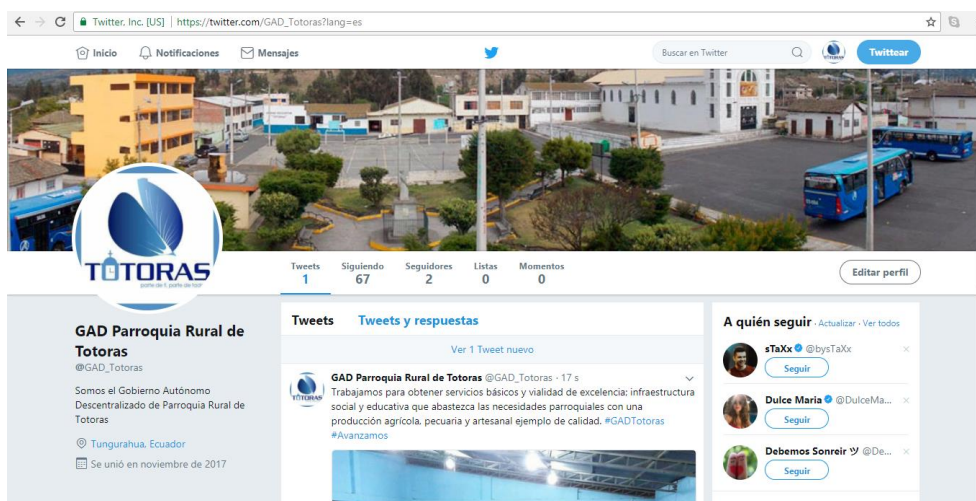 Twitter, Inc. [US] | https://twitter.com/GAD_Totoras?lang=es
Inicio Notificaciones Mensajes Buscar en Twitter Twittear
TOTORAS
Tweets Siguiendo Seguidores Listas Momentos
1 67 2 0 0
Editar perfil
GAD Parroquia Rural de
Totoras
@GAD_Totoras
Somos el Gobierno Autónomo
Descentralizado de Parroquia Rural de
Totoras
Tungurahua, Ecuador
Se unió en noviembre de 2017
Tweets Tweets y respuestas
Ver 1 Tweet nuevo
TOTORAS
GAD Parroquia Rural de Totoras @GAD_Totoras · 17 s
Trabajamos para obtener servicios básicos y vialidad de excelencia; infraestructura
social y educativa que abastezca las necesidades parroquiales con una
producción agrícola, pecuaria y artesanal ejemplo de calidad. #GADTotoras
#Avanzamos
A quién seguir · Actualizar · Ver todos
sTaXx @bysTaXx
Seguir
Dulce Maria @DulceMa...
Seguir
Debemos Sonreir ツ @De...
Seguir